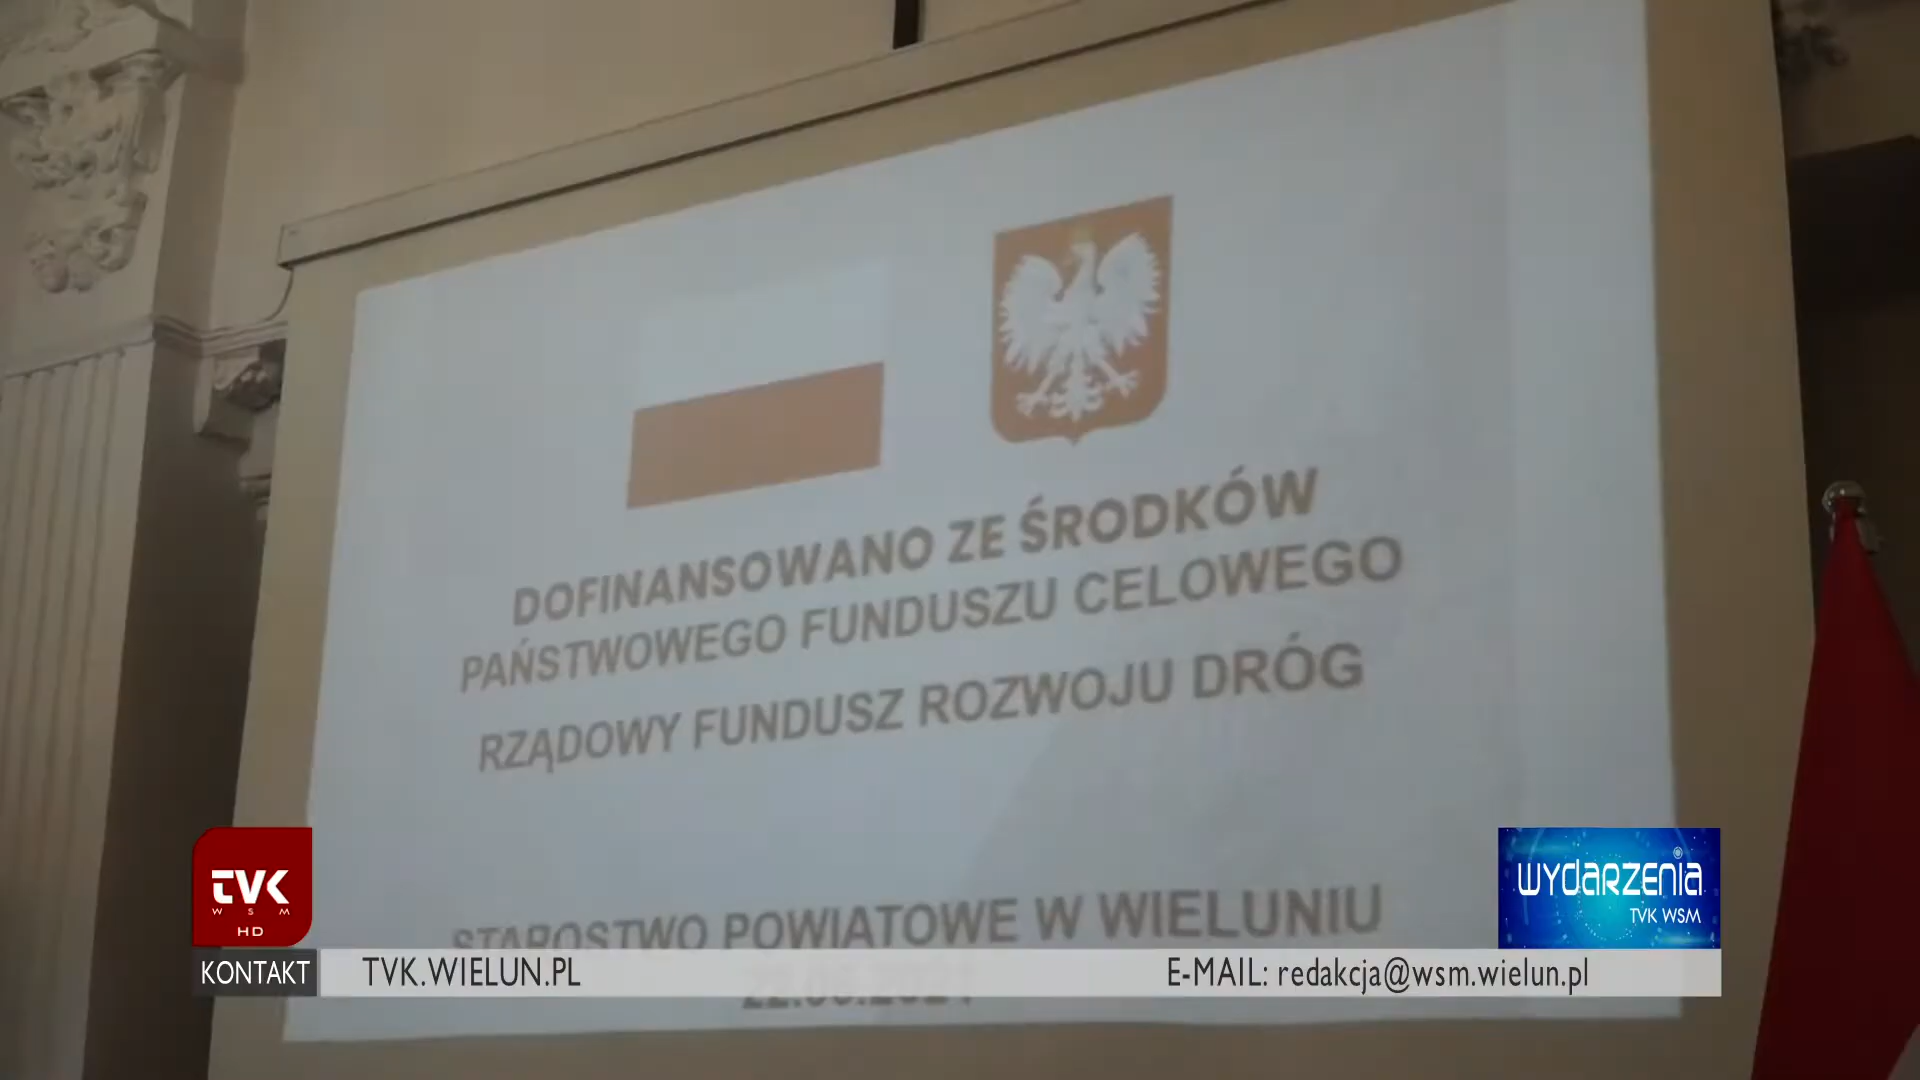 DOFINANSOWANO ZE ŚRODKÓW
PAŃSTWOWEGO FUNDUSZU CELOWEGO
RZĄDOWY FUNDUSZ ROZWOJU DRÓG
STAROSTWO POWIATOWE W WIELUNIU
TVK
WSM
HD
WYDARZENIA
TVK WSM
KONTAKT TVK.WIELUN.PL E-MAIL: redakcja@wsm.wielun.pl